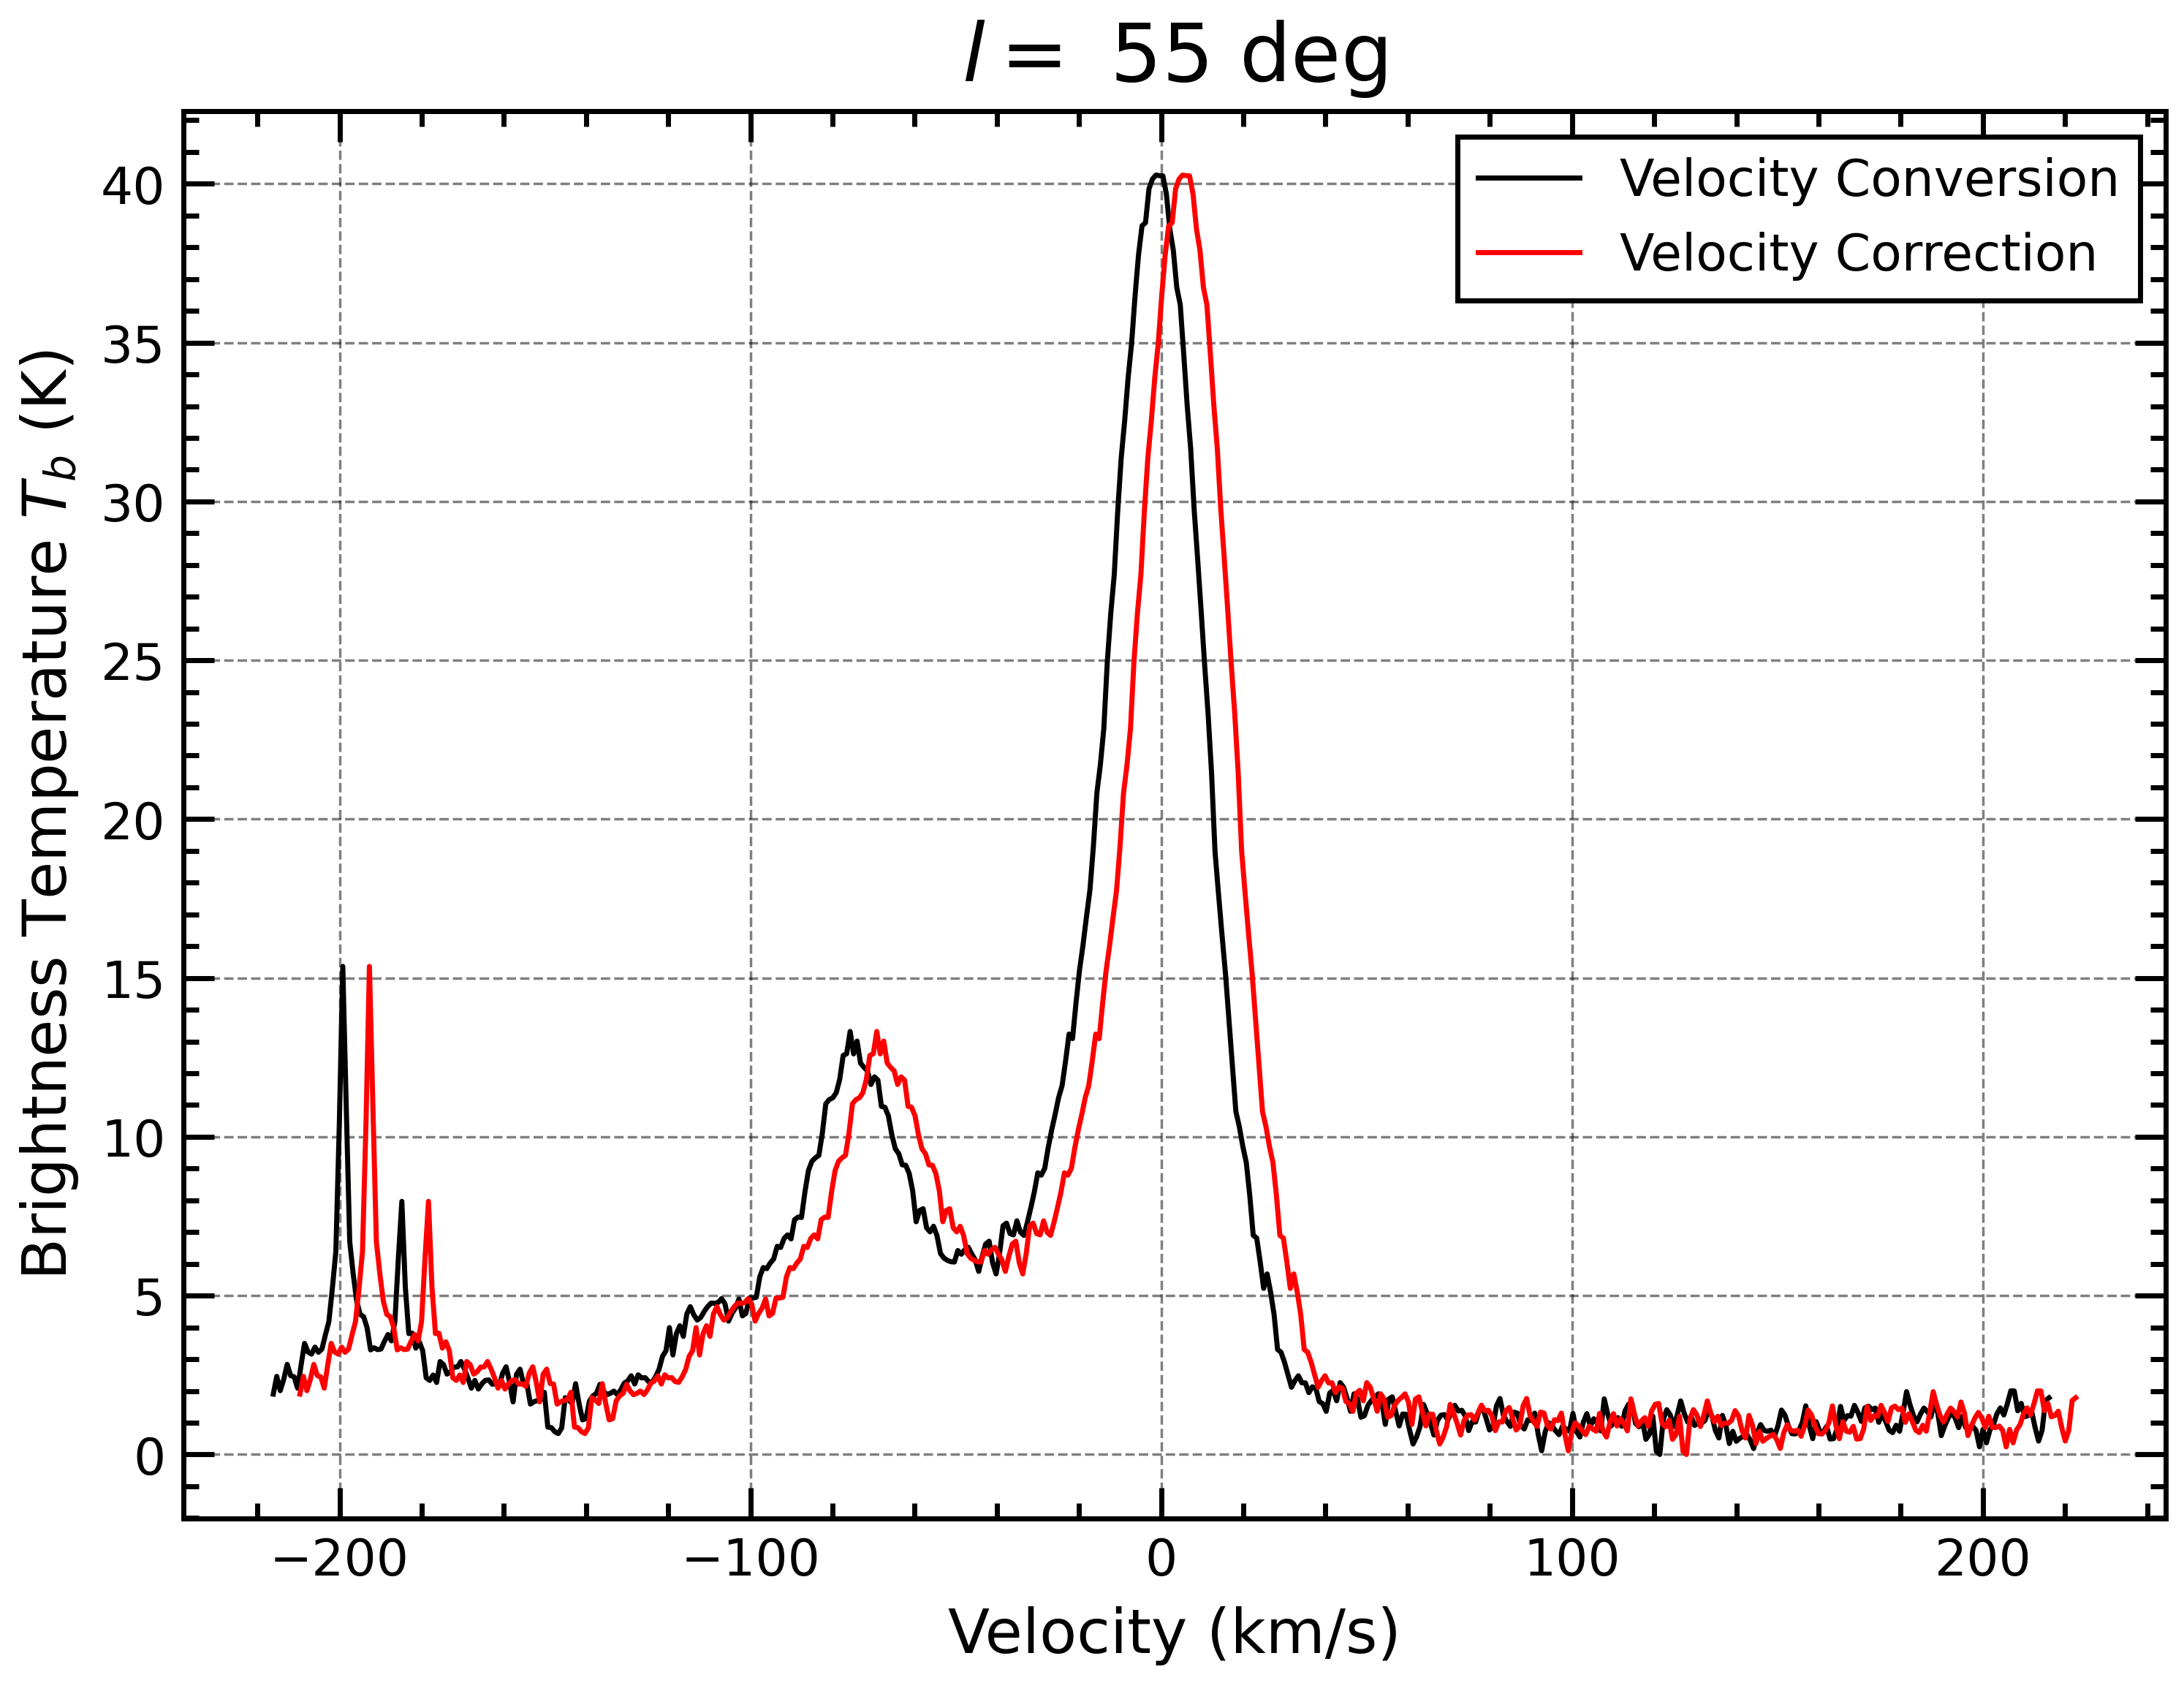 l = 55 deg
Velocity Conversion
Velocity Correction
Brightness Temperature T_b (K)
40
35
30
25
20
15
10
5
0
−200 −100 0 100 200
Velocity (km/s)